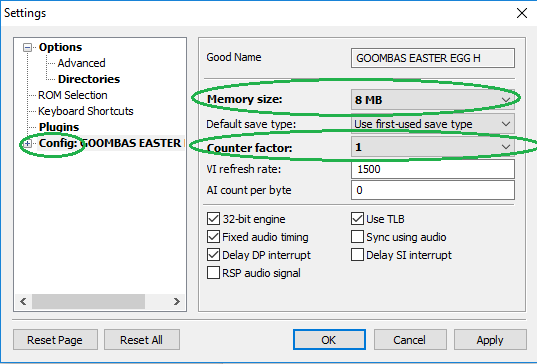 Settings
Options
Advanced
Directories
ROM Selection
Keyboard Shortcuts
Plugins
Config: GOOMBAS EASTER
Good Name
GOOMBAS EASTER EGG H
Memory size:
8 MB
Default save type:
Use first-used save type
Counter factor:
1
VI refresh rate:
1500
AI count per byte
0
32-bit engine
Use TLB
Fixed audio timing
Sync using audio
Delay DP interrupt
Delay SI interrupt
RSP audio signal
Reset Page
Reset All
OK
Cancel
Apply